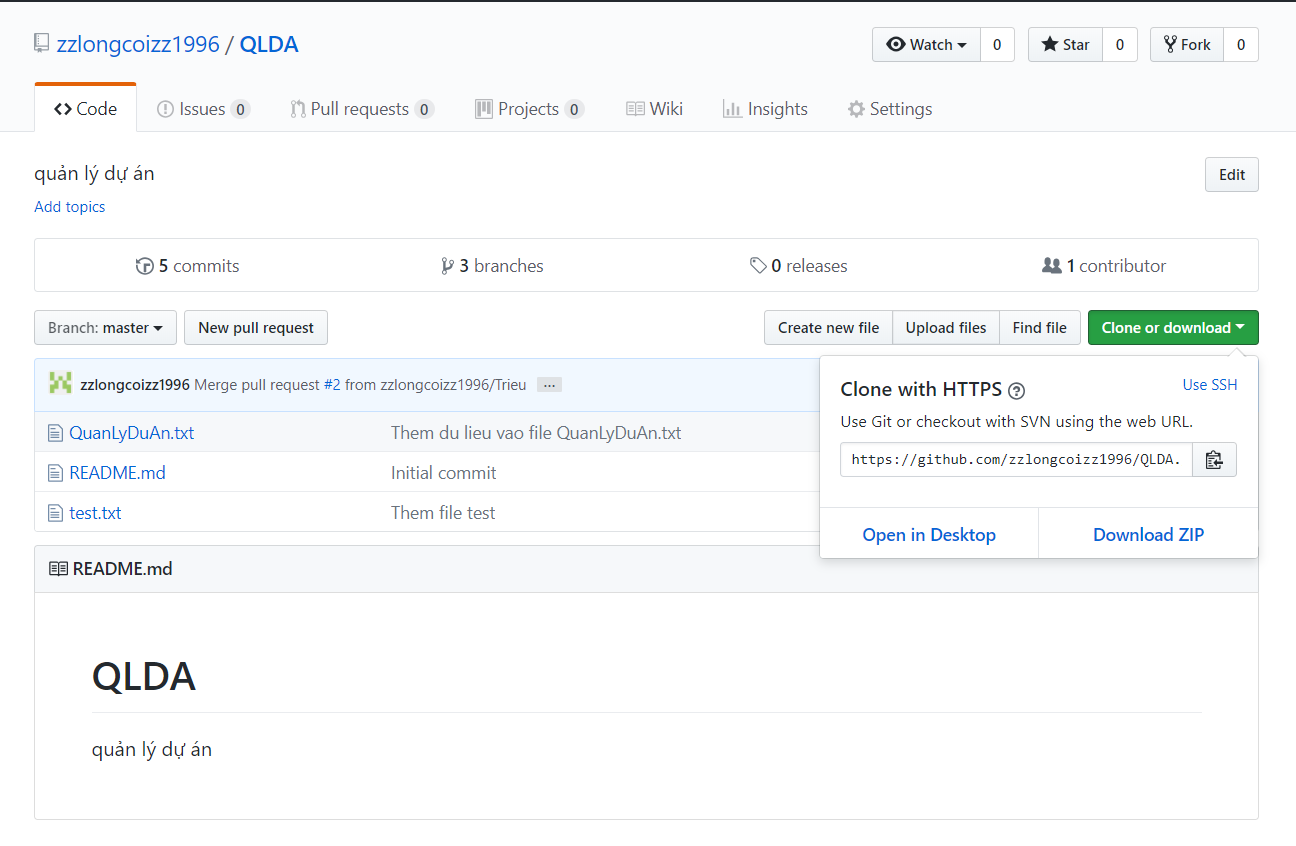 zzlongcoizz1996 / QLDA
Watch 0 Star 0 Fork 0
Code Issues 0 Pull requests 0 Projects 0 Wiki Insights Settings
quản lý dự án
Edit
Add topics
5 commits 3 branches 0 releases 1 contributor
Branch: master New pull request Create new file Upload files Find file Clone or download
zzlongcoizz1996 Merge pull request #2 from zzlongcoizz1996/Trieu ...
QuanLyDuAn.txt Them du lieu vao file QuanLyDuAn.txt
README.md Initial commit
test.txt Them file test
Clone with HTTPS ? Use SSH
Use Git or checkout with SVN using the web URL.
https://github.com/zzlongcoizz1996/QLDA.
Open in Desktop Download ZIP
README.md
QLDA
quản lý dự án